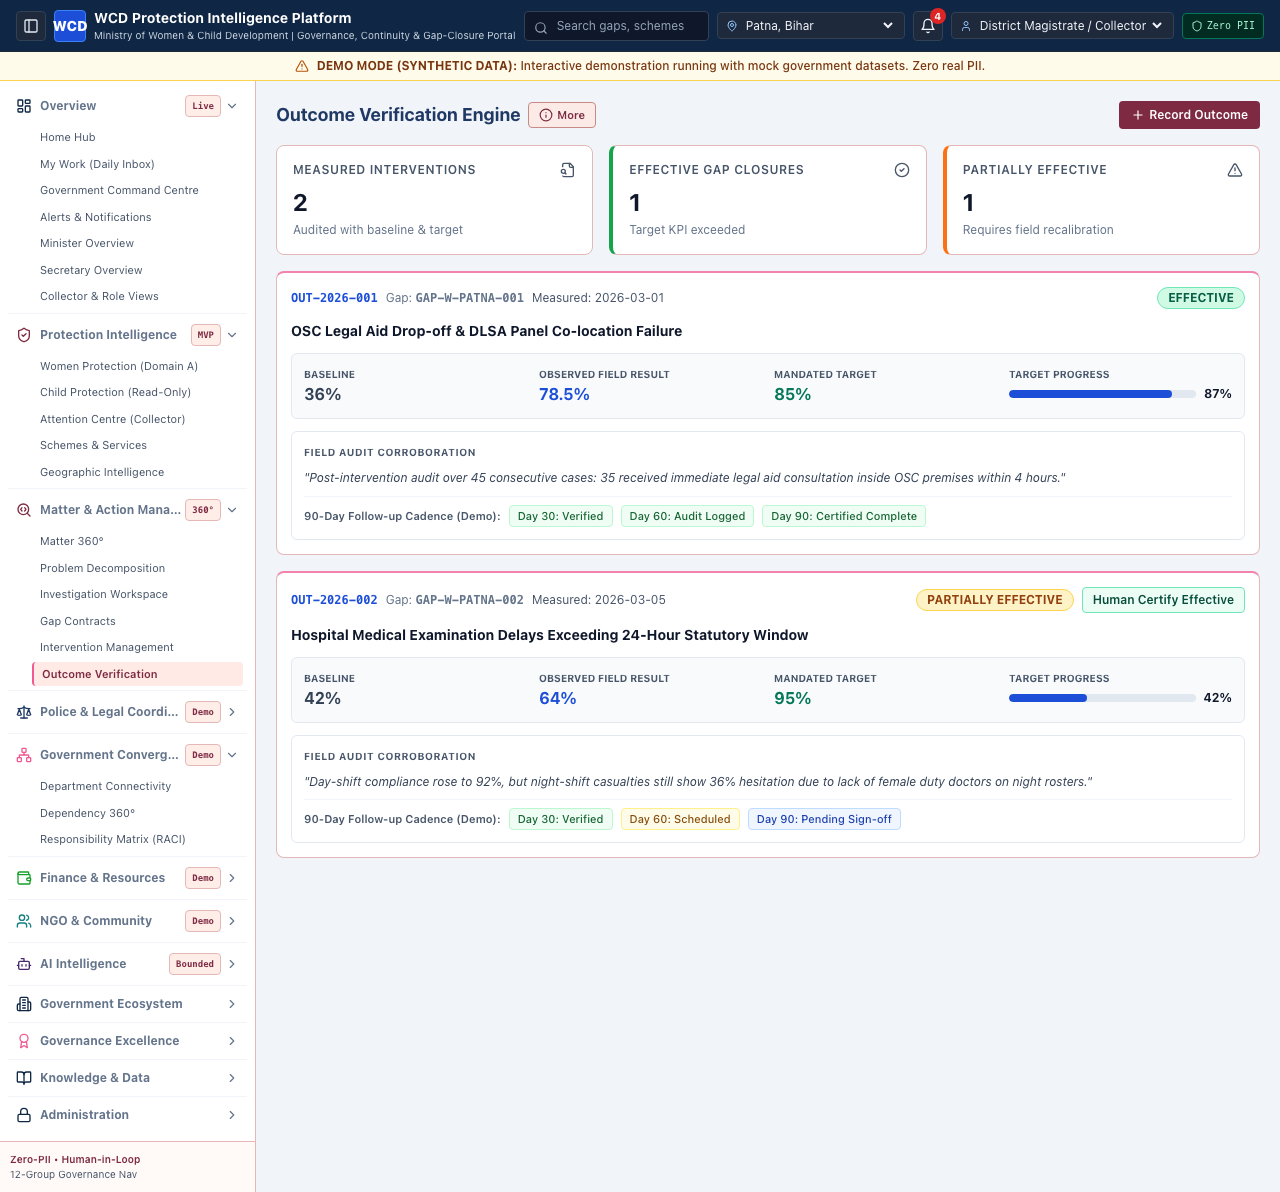 WCD
WCD Protection Intelligence Platform
Ministry of Women & Child Development | Governance, Continuity & Gap-Closure Portal
Search gaps, schemes
Patna, Bihar
4
District Magistrate / Collector
Zero PII
DEMO MODE (SYNTHETIC DATA): Interactive demonstration running with mock government datasets. Zero real PII.
Overview
Live
Home Hub
My Work (Daily Inbox)
Government Command Centre
Alerts & Notifications
Minister Overview
Secretary Overview
Collector & Role Views
Protection Intelligence
MVP
Women Protection (Domain A)
Child Protection (Read-Only)
Attention Centre (Collector)
Schemes & Services
Geographic Intelligence
Matter & Action Mana...
360°
Matter 360°
Problem Decomposition
Investigation Workspace
Gap Contracts
Intervention Management
Outcome Verification
Police & Legal Coordi...
Demo
Government Converg...
Demo
Department Connectivity
Dependency 360°
Responsibility Matrix (RACI)
Finance & Resources
Demo
NGO & Community
Demo
AI Intelligence
Bounded
Government Ecosystem
Governance Excellence
Knowledge & Data
Administration
Zero-PII • Human-in-Loop
12-Group Governance Nav
Outcome Verification Engine
More
Record Outcome
MEASURED INTERVENTIONS
2
Audited with baseline & target
EFFECTIVE GAP CLOSURES
1
Target KPI exceeded
PARTIALLY EFFECTIVE
1
Requires field recalibration
OUT-2026-001 Gap: GAP-W-PATNA-001 Measured: 2026-03-01
EFFECTIVE
OSC Legal Aid Drop-off & DLSA Panel Co-location Failure
BASELINE
36%
OBSERVED FIELD RESULT
78.5%
MANDATED TARGET
85%
TARGET PROGRESS
87%
FIELD AUDIT CORROBORATION
"Post-intervention audit over 45 consecutive cases: 35 received immediate legal aid consultation inside OSC premises within 4 hours."
90-Day Follow-up Cadence (Demo): Day 30: Verified Day 60: Audit Logged Day 90: Certified Complete
OUT-2026-002 Gap: GAP-W-PATNA-002 Measured: 2026-03-05
PARTIALLY EFFECTIVE
Human Certify Effective
Hospital Medical Examination Delays Exceeding 24-Hour Statutory Window
BASELINE
42%
OBSERVED FIELD RESULT
64%
MANDATED TARGET
95%
TARGET PROGRESS
42%
FIELD AUDIT CORROBORATION
"Day-shift compliance rose to 92%, but night-shift casualties still show 36% hesitation due to lack of female duty doctors on night rosters."
90-Day Follow-up Cadence (Demo): Day 30: Verified Day 60: Scheduled Day 90: Pending Sign-off